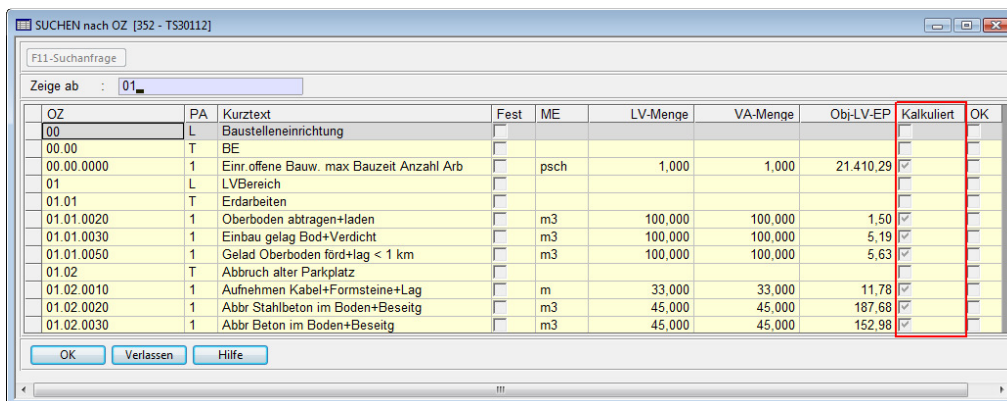 SUCHEN nach OZ [352 - TS30112]
F11-Suchanfrage
Zeige ab : 01
OZ PA Kurztext Fest ME LV-Menge VA-Menge Obj-LV-EP Kalkuliert OK
00 L Baustelleneinrichtung
00.00 T BE
00.00.0000 1 Einr.offene Bauw. max Bauzeit Anzahl Arb psch 1,000 1,000 21.410,29
01 L LVBereich
01.01 T Erdarbeiten
01.01.0020 1 Oberboden abtragen+laden m3 100,000 100,000 1,50
01.01.0030 1 Einbau gelag Bod+Verdicht m3 100,000 100,000 5,19
01.01.0050 1 Gelad Oberboden förd+lag < 1 km m3 100,000 100,000 5,63
01.02 T Abbruch alter Parkplatz
01.02.0010 1 Aufnehmen Kabel+Formsteine+Lag m 33,000 33,000 11,78
01.02.0020 1 Abbr Stahlbeton im Boden+Beseitg m3 45,000 45,000 187,68
01.02.0030 1 Abbr Beton im Boden+Beseitg m3 45,000 45,000 152,98
OK Verlassen Hilfe